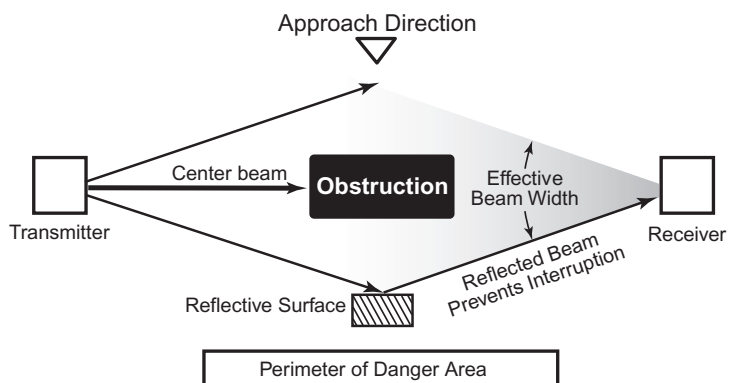 Approach Direction
Center beam
Obstruction
Effective
Beam Width
Transmitter
Receiver
Reflected Beam
Prevents Interruption
Reflective Surface
Perimeter of Danger Area